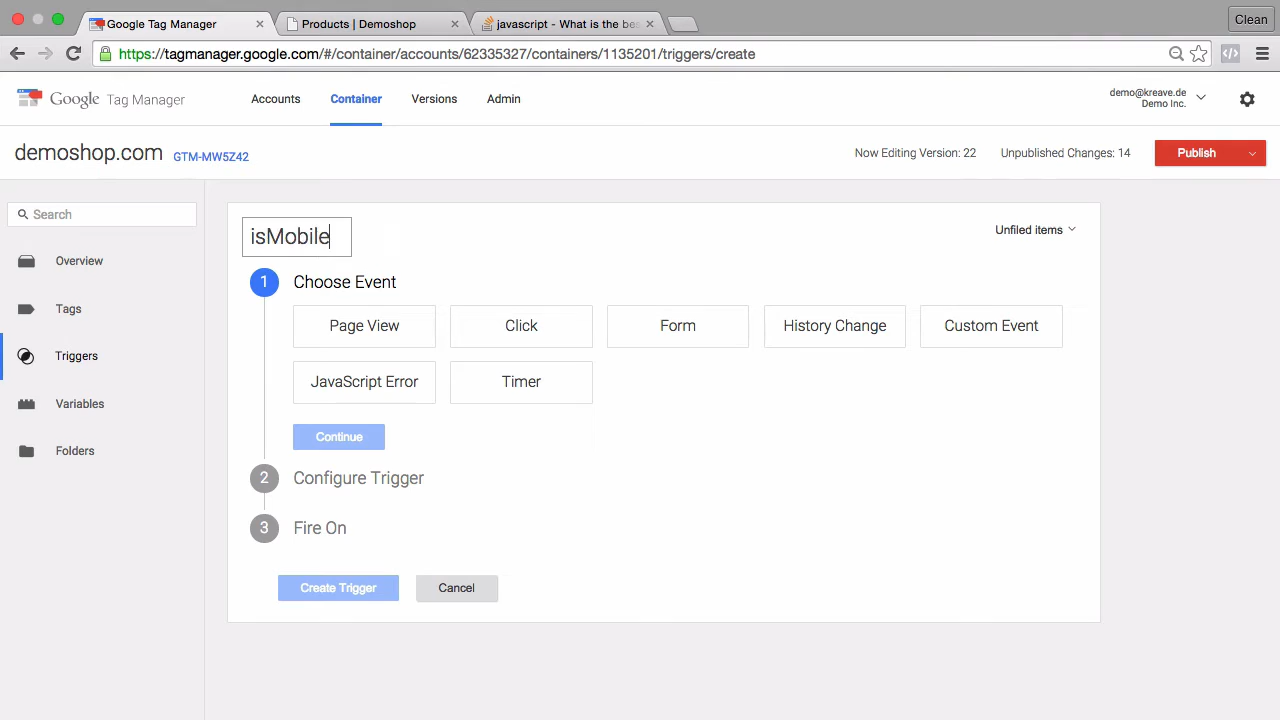 Google Tag Manager
Products | Demoshop
javascript - What is the bes
Clean
https://tagmanager.google.com/#/container/accounts/62335327/containers/1135201/triggers/create
Google Tag Manager
Accounts
Container
Versions
Admin
demo@kreave.de
Demo Inc.
demoshop.com GTM-MW5Z42
Now Editing Version: 22
Unpublished Changes: 14
Publish
Search
Overview
Tags
Triggers
Variables
Folders
isMobile
Unfiled items
1 Choose Event
Page View
Click
Form
History Change
Custom Event
JavaScript Error
Timer
Continue
2 Configure Trigger
3 Fire On
Create Trigger
Cancel